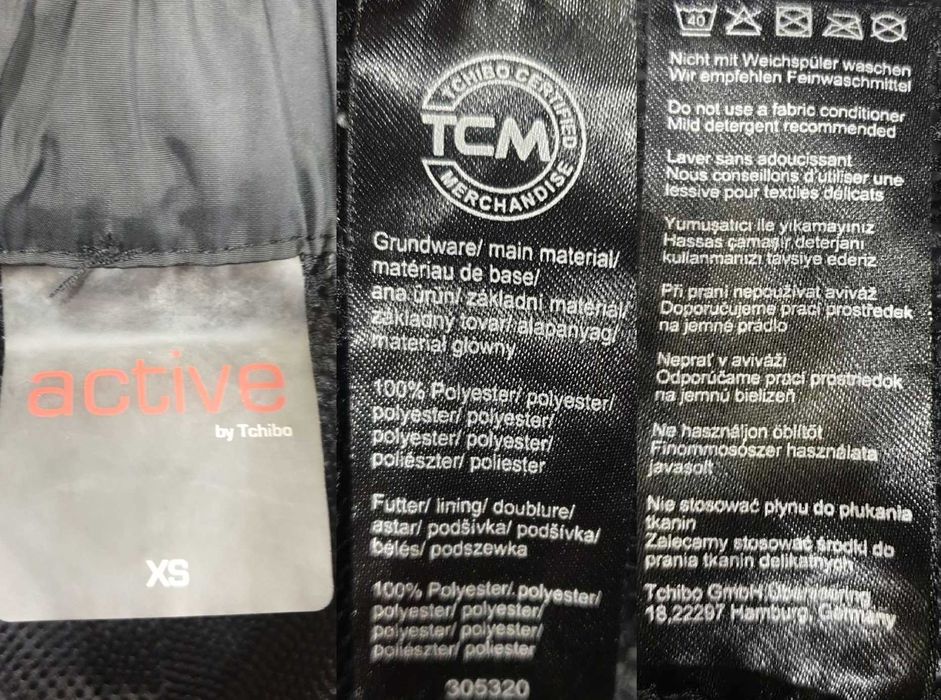 active
by Tchibo
XS
TCHIBO CERTIFIED
TCM
MERCHANDISE
Grundware/ main material/
matériau de base/
ana ürün/ základní materiál/
základný tovar/ alapanyag/
materiał główny
100% Polyester/ polyester/
polyester/ polyester/
polyester/ polyester/
poliészter/ poliester
Futter/ lining/ doublure/
astar/ podšívka/ podšívka/
bélés/ podszewka
100% Polyester/ polyester/
polyester/ polyester/
polyester/ polyester/
poliészter/ poliester
305320
40
Nicht mit Weichspüler waschen
Wir empfehlen Feinwaschmittel
Do not use a fabric conditioner
Mild detergent recommended
Laver sans adoucissant
Nous conseillons d'utiliser une
lessive pour textiles délicats
Yumuşatıcı ile yıkamayınız
Hassas çamaşır deterjanı
kullanmanızı tavsiye ederiz
Při praní nepoužívat aviváž
Doporučujeme prací prostředek
na jemné prádlo
Neprať v aviváži
Odporúčame prací prostriedok
na jemnú bielizeň
Ne használjon öblítőt
Finommosószer használata
javasolt
Nie stosować płynu do płukania
tkanin
Zalecamy stosować środki do
prania tkanin delikatnych
Tchibo GmbH,Überseering
18,22297 Hamburg, Germany